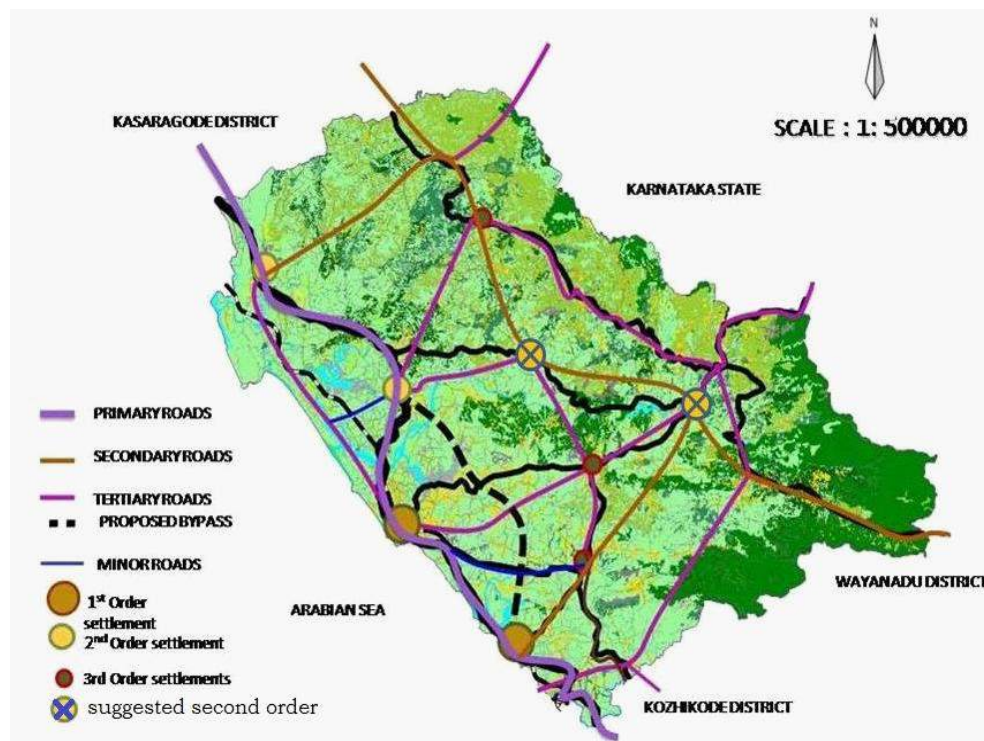 N
KASARAGODE DISTRICT
SCALE : 1: 500000
KARNATAKA STATE
PRIMARY ROADS
SECONDARY ROADS
TERTIARY ROADS
PROPOSED BYPASS
MINOR ROADS
WAYANADU DISTRICT
1st Order
settlement
ARABIAN SEA
2nd Order settlement
3rd Order settlements
KOZHIKODE DISTRICT
suggested second order